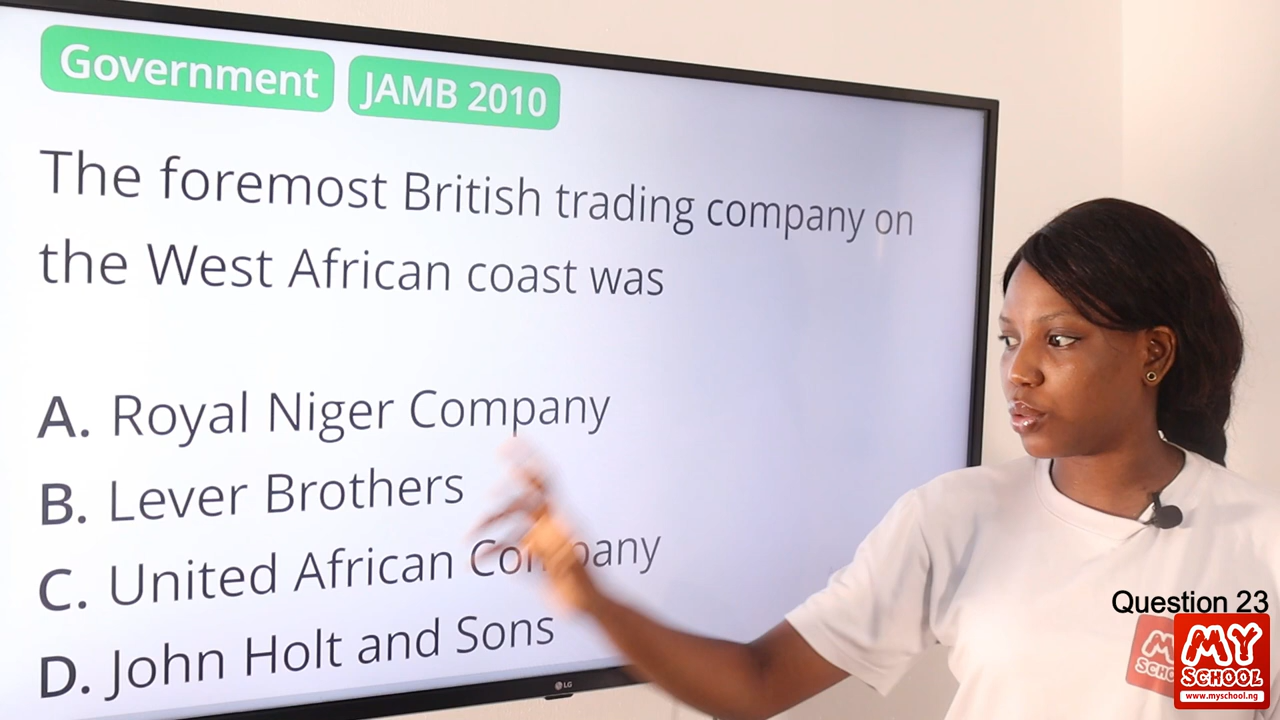 Government JAMB 2010
The foremost British trading company on
the West African coast was
A. Royal Niger Company
B. Lever Brothers
C. United African Company
D. John Holt and Sons
LG
Question 23
MY
SCHOOL
www.myschool.ng